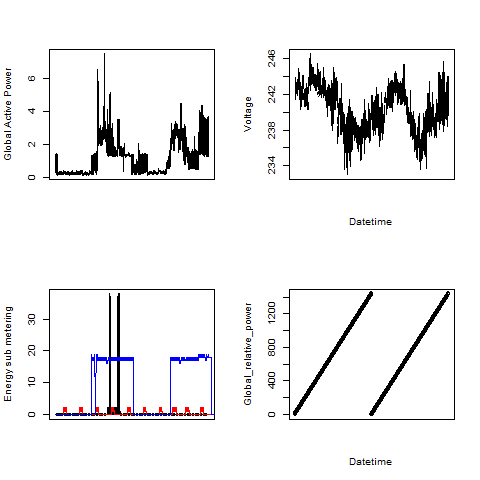 Global Active Power
0 2 4 6
Voltage
234 238 242 246
Datetime
Energy sub metering
0 10 20 30
Global_relative_power
0 400 800 1200
Datetime